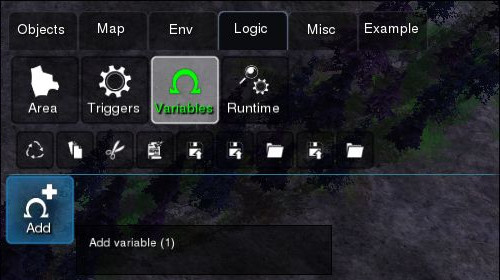 Objects Map Env Logic Misc Example
Area Triggers Variables Runtime
Add
Add variable (1)